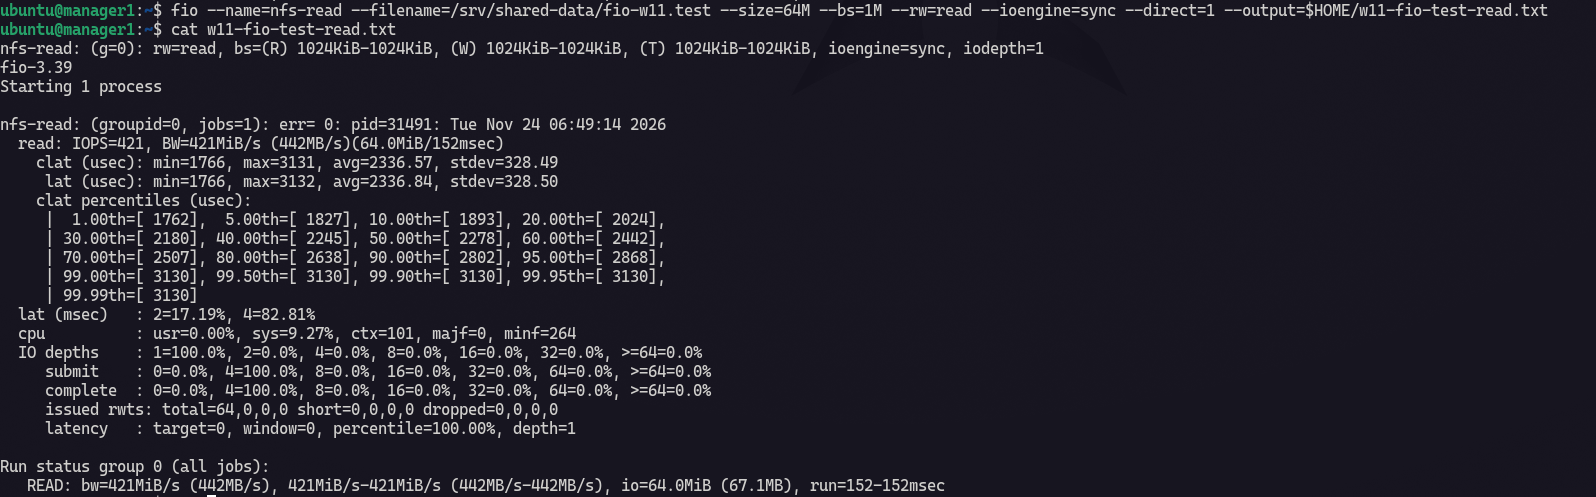 ubuntu@manager1:~$ fio --name=nfs-read --filename=/srv/shared-data/fio-w11.test --size=64M --bs=1M --rw=read --ioengine=sync --direct=1 --output=$HOME/w11-fio-test-read.txt
ubuntu@manager1:~$ cat w11-fio-test-read.txt
nfs-read: (g=0): rw=read, bs=(R) 1024KiB-1024KiB, (W) 1024KiB-1024KiB, (T) 1024KiB-1024KiB, ioengine=sync, iodepth=1
fio-3.39
Starting 1 process

nfs-read: (groupid=0, jobs=1): err= 0: pid=31491: Tue Nov 24 06:49:14 2026
  read: IOPS=421, BW=421MiB/s (442MB/s)(64.0MiB/152msec)
    clat (usec): min=1766, max=3131, avg=2336.57, stdev=328.49
     lat (usec): min=1766, max=3132, avg=2336.84, stdev=328.50
    clat percentiles (usec):
     |  1.00th=[ 1762],  5.00th=[ 1827], 10.00th=[ 1893], 20.00th=[ 2024],
     | 30.00th=[ 2180], 40.00th=[ 2245], 50.00th=[ 2278], 60.00th=[ 2442],
     | 70.00th=[ 2507], 80.00th=[ 2638], 90.00th=[ 2802], 95.00th=[ 2868],
     | 99.00th=[ 3130], 99.50th=[ 3130], 99.90th=[ 3130], 99.95th=[ 3130],
     | 99.99th=[ 3130]
  lat (msec)   : 2=17.19%, 4=82.81%
  cpu          : usr=0.00%, sys=9.27%, ctx=101, majf=0, minf=264
  IO depths    : 1=100.0%, 2=0.0%, 4=0.0%, 8=0.0%, 16=0.0%, 32=0.0%, >=64=0.0%
     submit    : 0=0.0%, 4=100.0%, 8=0.0%, 16=0.0%, 32=0.0%, 64=0.0%, >=64=0.0%
     complete  : 0=0.0%, 4=100.0%, 8=0.0%, 16=0.0%, 32=0.0%, 64=0.0%, >=64=0.0%
     issued rwts: total=64,0,0,0 short=0,0,0,0 dropped=0,0,0,0
     latency   : target=0, window=0, percentile=100.00%, depth=1

Run status group 0 (all jobs):
   READ: bw=421MiB/s (442MB/s), 421MiB/s-421MiB/s (442MB/s-442MB/s), io=64.0MiB (67.1MB), run=152-152msec